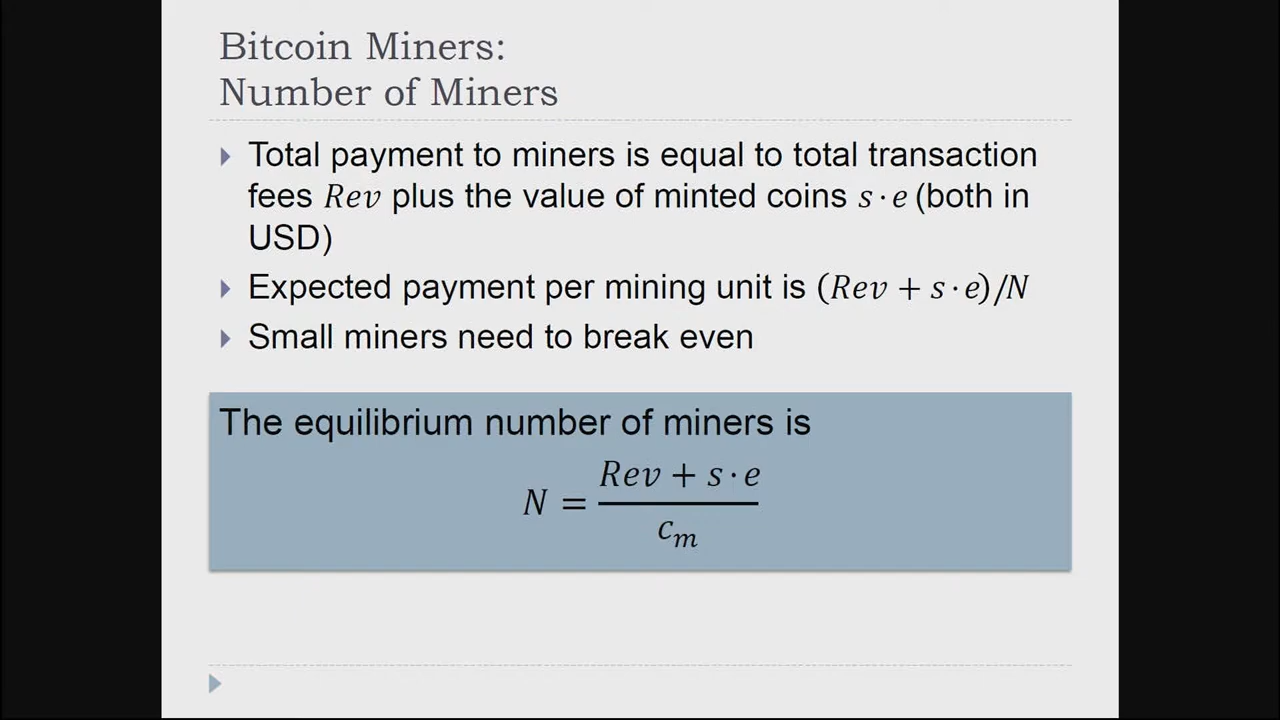 Bitcoin Miners:
Number of Miners
Total payment to miners is equal to total transaction
fees Rev plus the value of minted coins s · e (both in
USD)
Expected payment per mining unit is (Rev + s · e)/N
Small miners need to break even
The equilibrium number of miners is
N = \frac{Rev + s · e}{c_m}